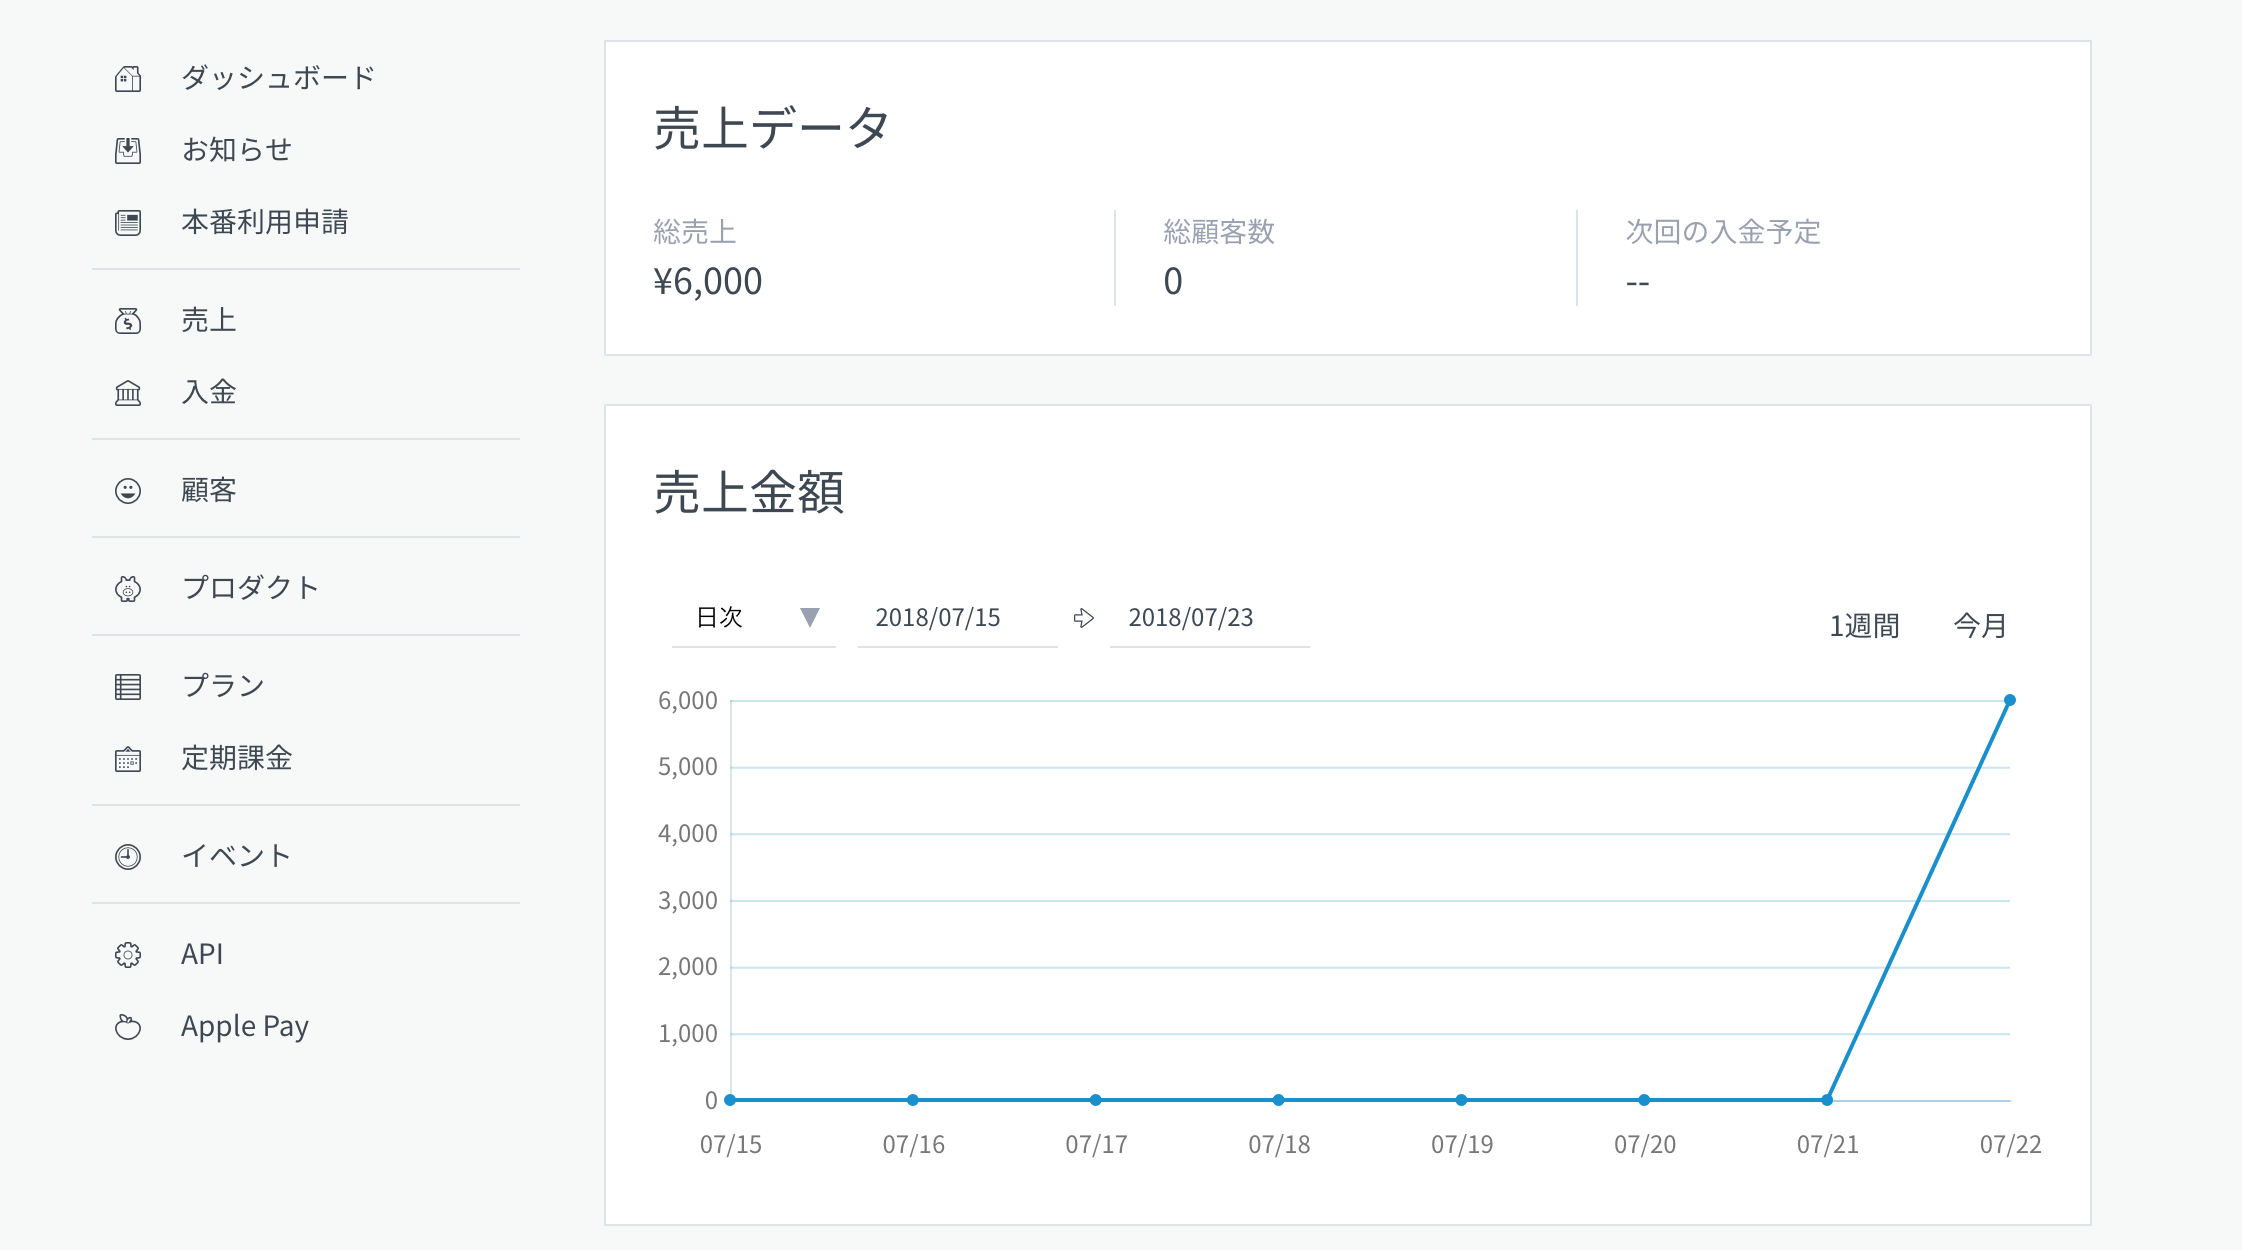 ダッシュボード
お知らせ
本番利用申請
売上
入金
顧客
プロダクト
プラン
定期課金
イベント
API
Apple Pay
売上データ
総売上
¥6,000
総顧客数
0
次回の入金予定
--
売上金額
日次 2018/07/15 2018/07/23 1週間 今月
6,000
5,000
4,000
3,000
2,000
1,000
0
07/15 07/16 07/17 07/18 07/19 07/20 07/21 07/22